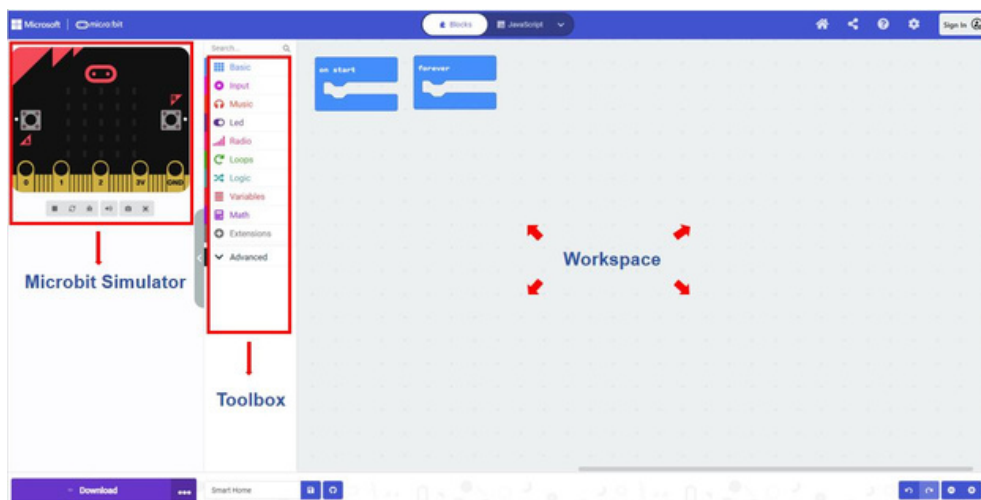 Microsoft | micro:bit
Blocks
JavaScript
Sign In
Search...
Basic
Input
Music
Led
Radio
Loops
Logic
Variables
Math
Extensions
Advanced
on start
forever
0 1 2 3V GND
Microbit Simulator
Toolbox
Workspace
Download
Smart Home